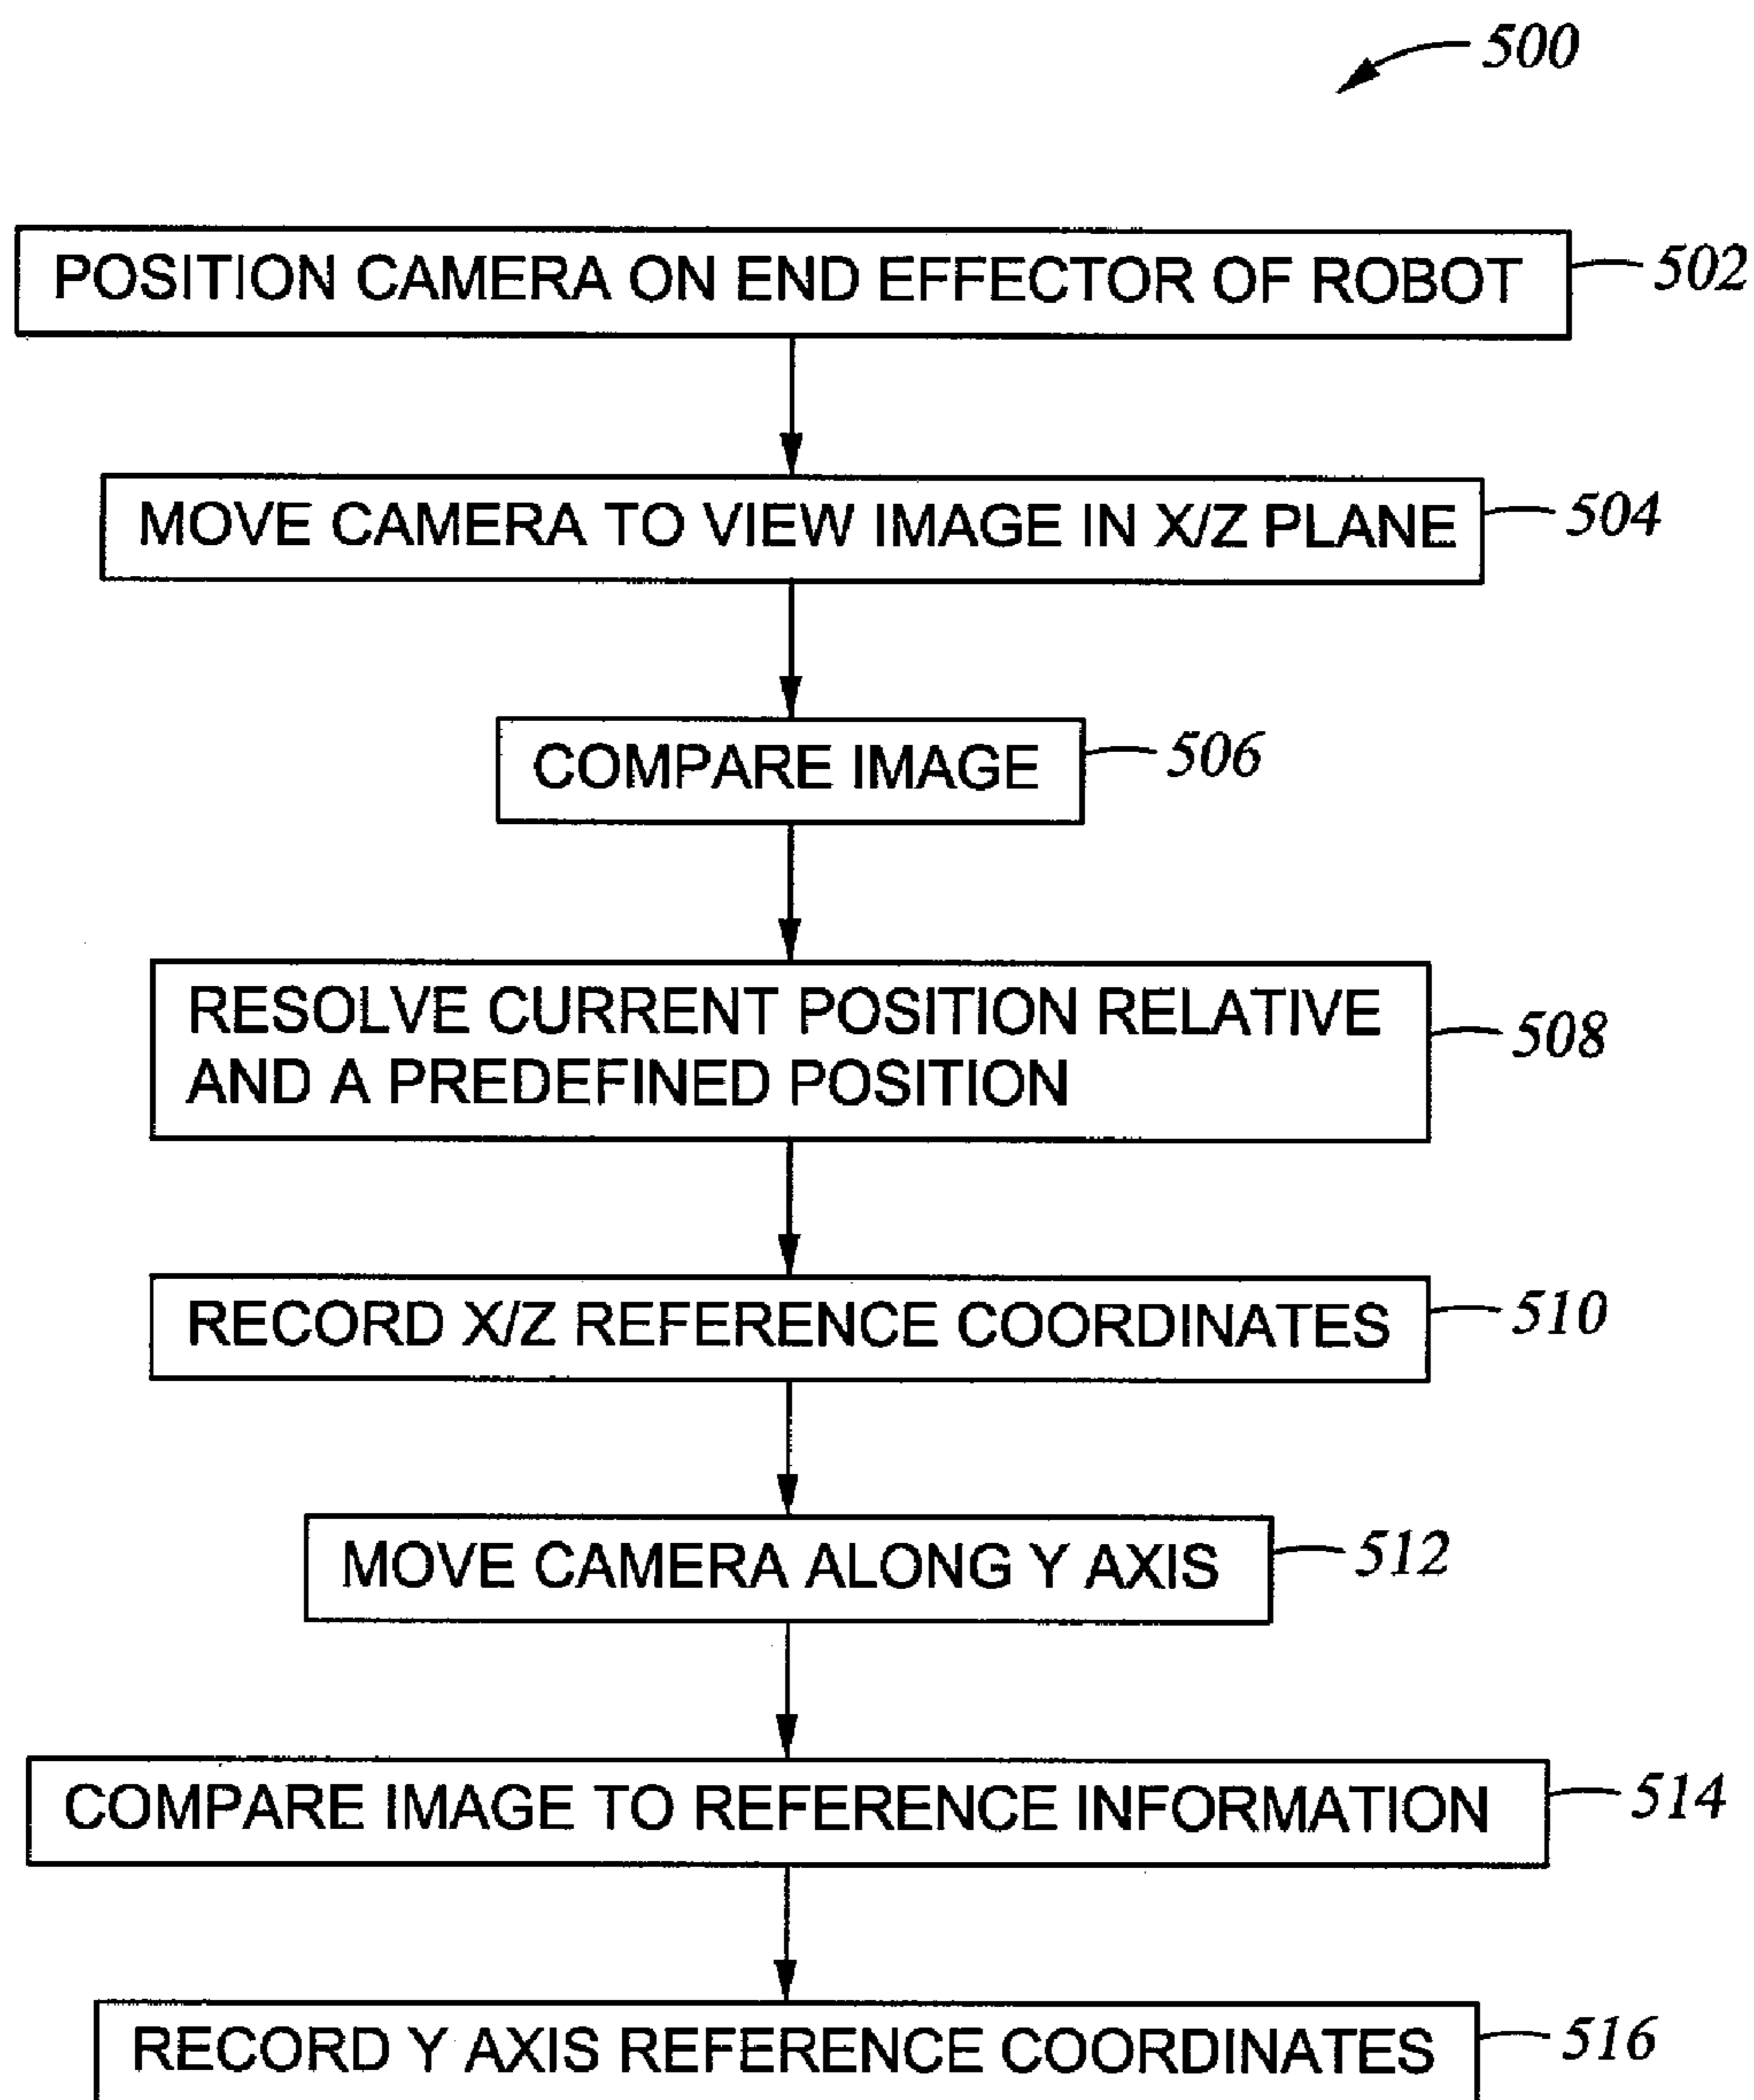 500
POSITION CAMERA ON END EFFECTOR OF ROBOT 502
MOVE CAMERA TO VIEW IMAGE IN X/Z PLANE 504
COMPARE IMAGE 506
RESOLVE CURRENT POSITION RELATIVE
AND A PREDEFINED POSITION 508
RECORD X/Z REFERENCE COORDINATES 510
MOVE CAMERA ALONG Y AXIS 512
COMPARE IMAGE TO REFERENCE INFORMATION 514
RECORD Y AXIS REFERENCE COORDINATES 516